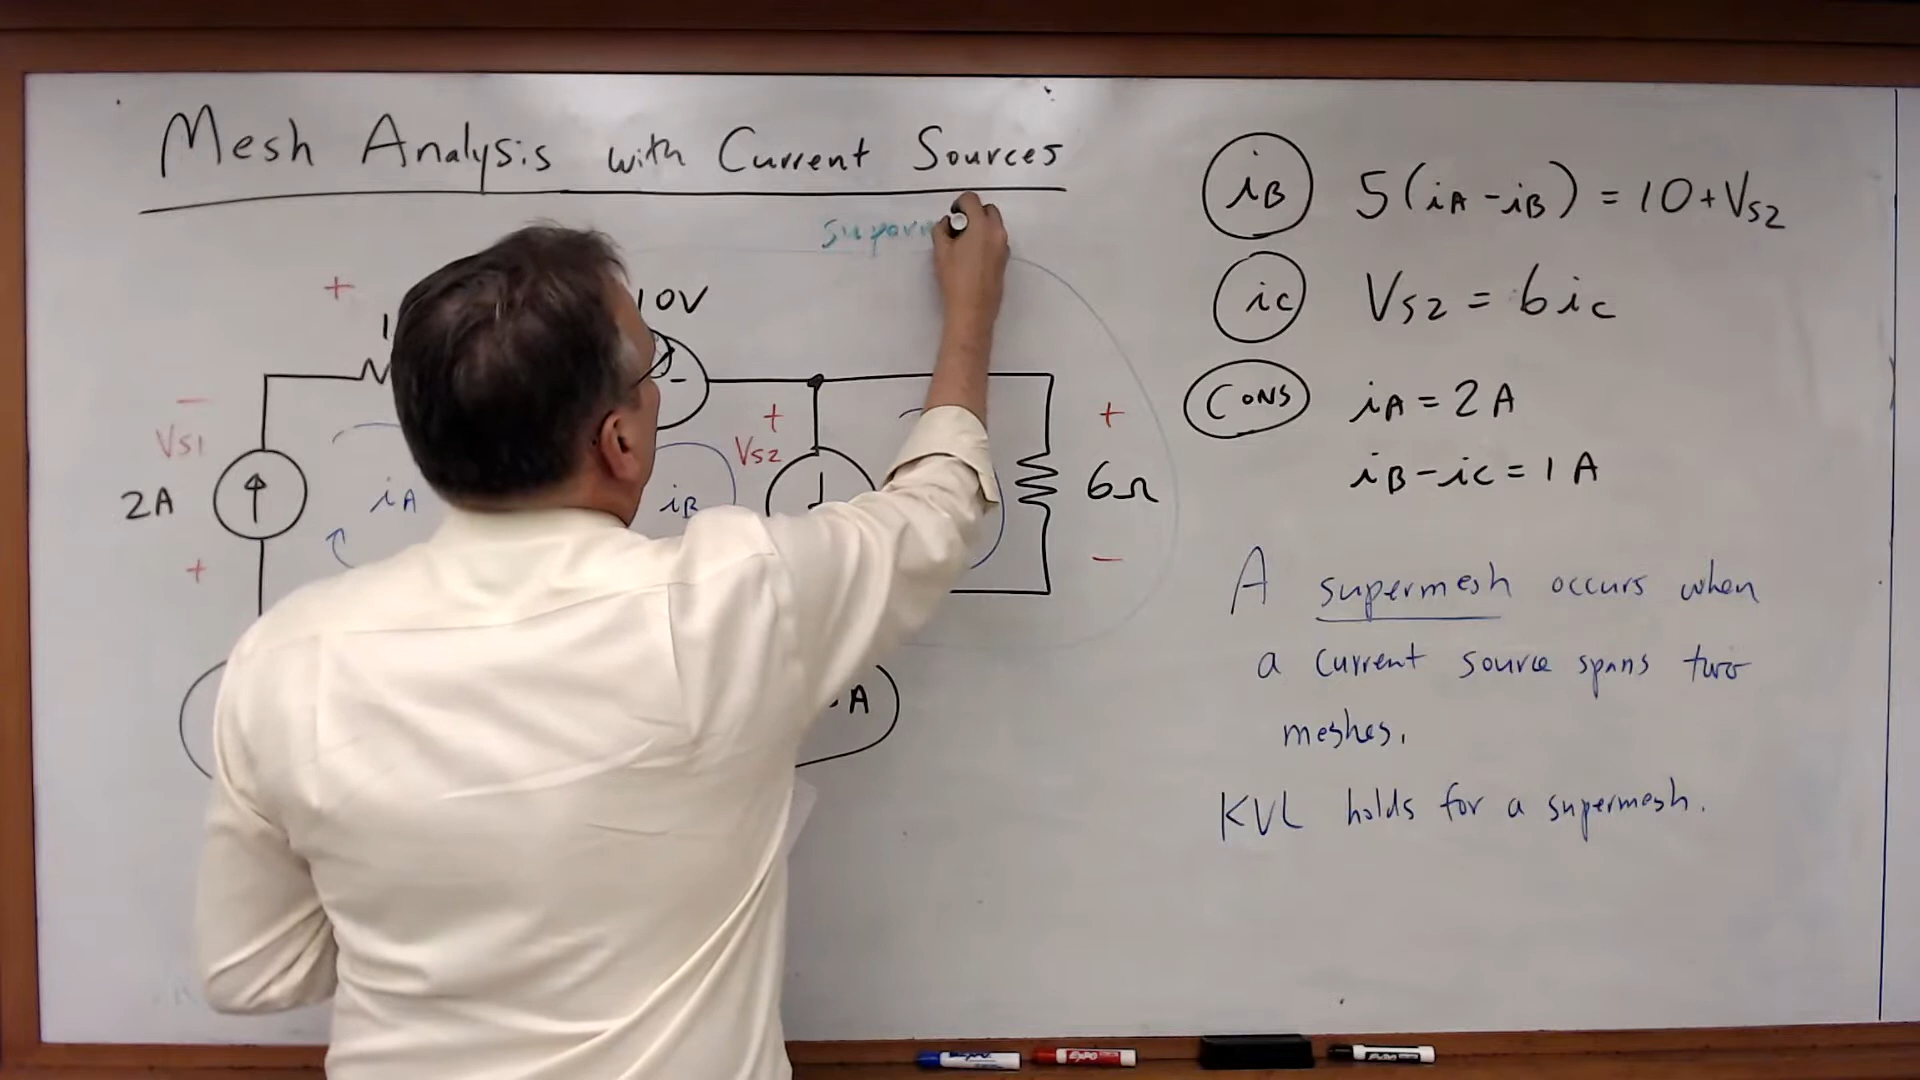 Mesh Analysis with Current Sources
iB 5(iA - iB) = 10 + VS2
iC VS2 = 6iC
CONS iA = 2A
iB - iC = 1A
A supermesh occurs when
a current source spans two
meshes.
KVL holds for a supermesh.
+
10V
-
- 
VS1
2A
+
iA
iB
+
VS2
+
6Ω
-
A
EXPO